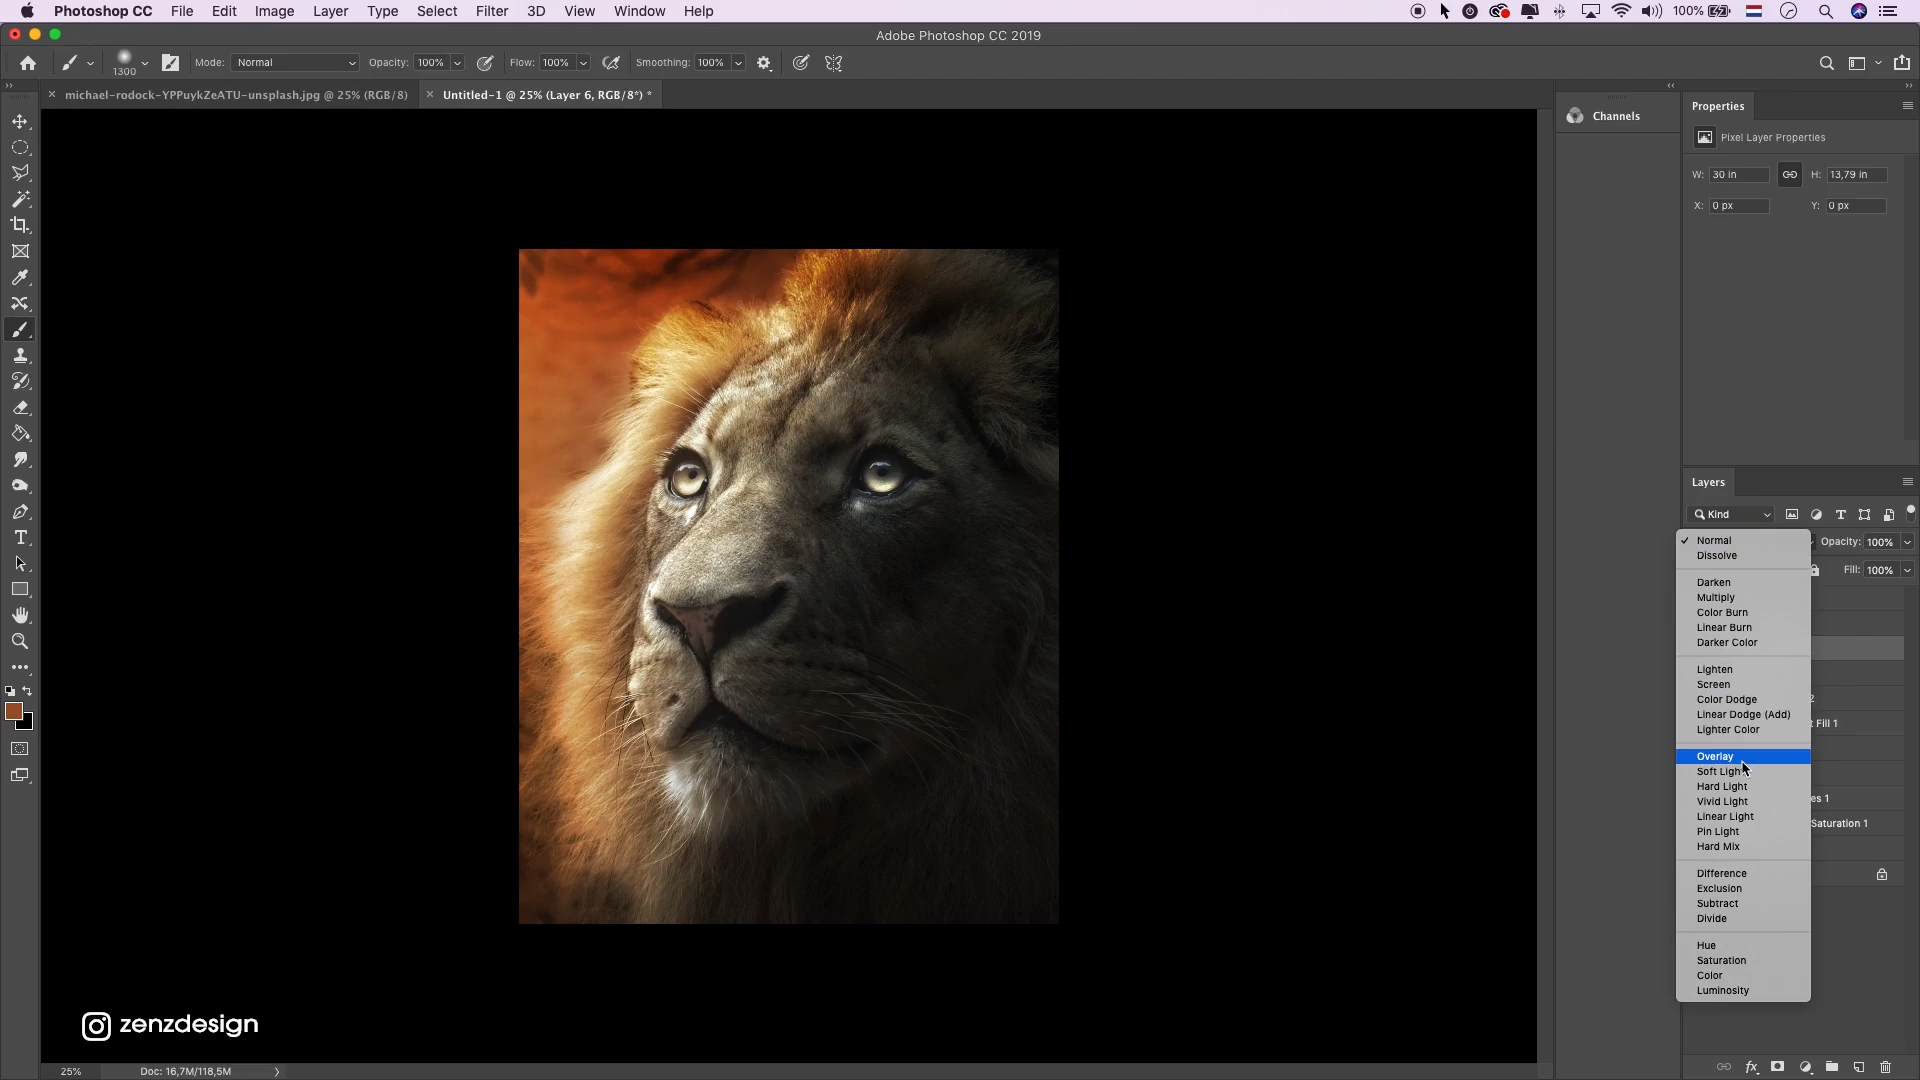 Photoshop CC File Edit Image Layer Type Select Filter 3D View Window Help 100%
Adobe Photoshop CC 2019
1300 Mode: Normal Opacity: 100% Flow: 100% Smoothing: 100%
michael-rodock-YPPuykZeATU-unsplash.jpg @ 25% (RGB/8)
Untitled-1 @ 25% (Layer 6, RGB/8*) *
Channels
Properties
Pixel Layer Properties
W: 30 in H: 13,79 in
X: 0 px Y: 0 px
Layers
Kind
Opacity: 100%
Fill: 100%
Normal
Dissolve
Darken
Multiply
Color Burn
Linear Burn
Darker Color
Lighten
Screen
Color Dodge
Linear Dodge (Add)
Lighter Color
Overlay
Soft Light
Hard Light
Vivid Light
Linear Light
Pin Light
Hard Mix
Difference
Exclusion
Subtract
Divide
Hue
Saturation
Color
Luminosity
2
t Fill 1
es 1
Saturation 1
fx
zenzdesign
25% Doc: 16,7M/118,5M